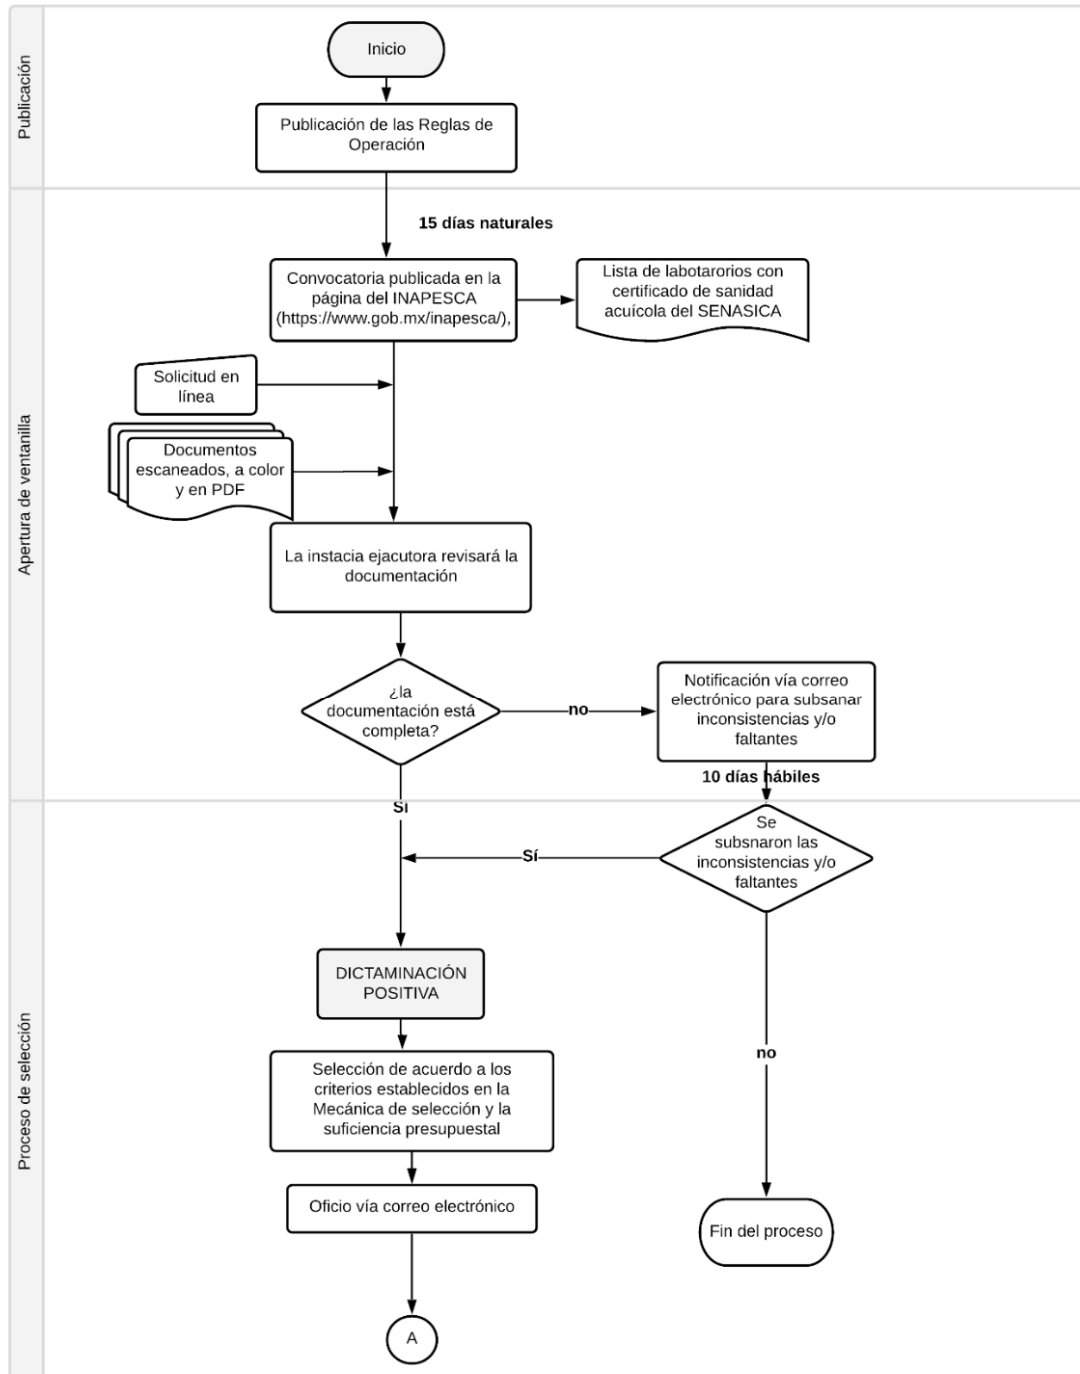 Publicación
Inicio
Publicación de las Reglas de
Operación
Apertura de ventanilla
15 días naturales
Convocatoria publicada en la
página del INAPESCA
(https://www.gob.mx/inapesca/),
Lista de labotarorios con
certificado de sanidad
acuícola del SENASICA
Solicitud en
línea
Documentos
escaneados, a color
y en PDF
La instacia ejacutora revisará la
documentación
¿la
documentación está
completa?
no
Notificación vía correo
electrónico para subsanar
inconsistencias y/o
faltantes
10 días hábiles
Sí
Proceso de selección
Se
subsnaron las
inconsistencias y/o
faltantes
Sí
DICTAMINACIÓN
POSITIVA
no
Selección de acuerdo a los
criterios establecidos en la
Mecánica de selección y la
suficiencia presupuestal
Oficio vía correo electrónico
Fin del proceso
A